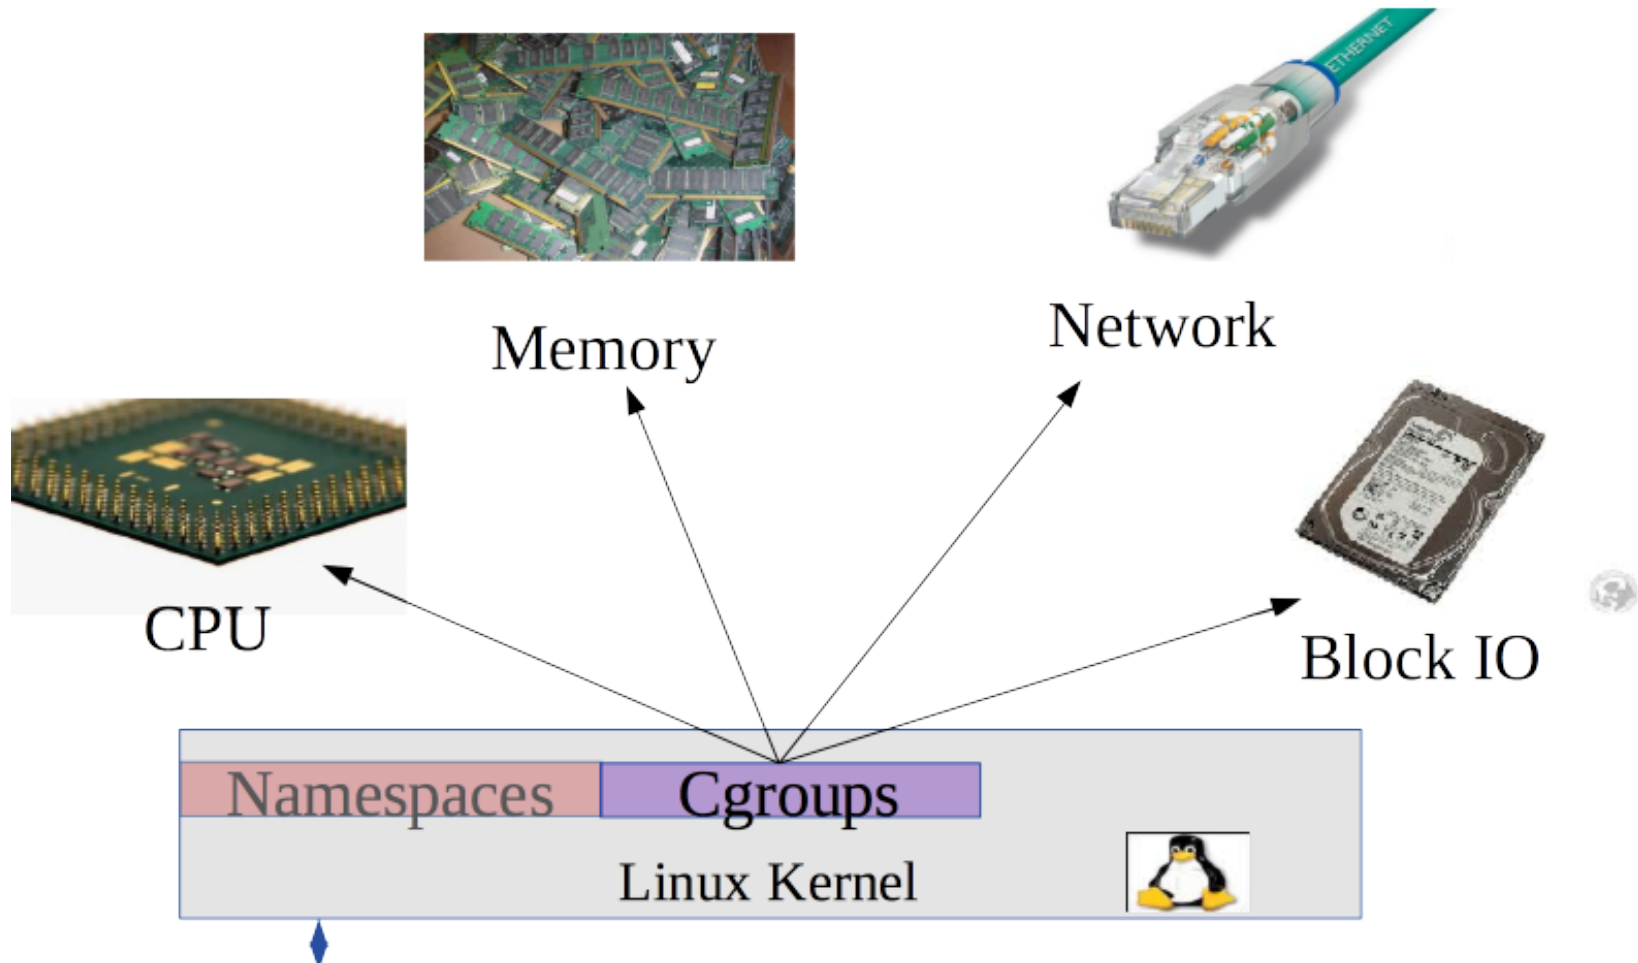 ETHERNET
Memory
Network
CPU
Block IO
Namespaces
Cgroups
Linux Kernel